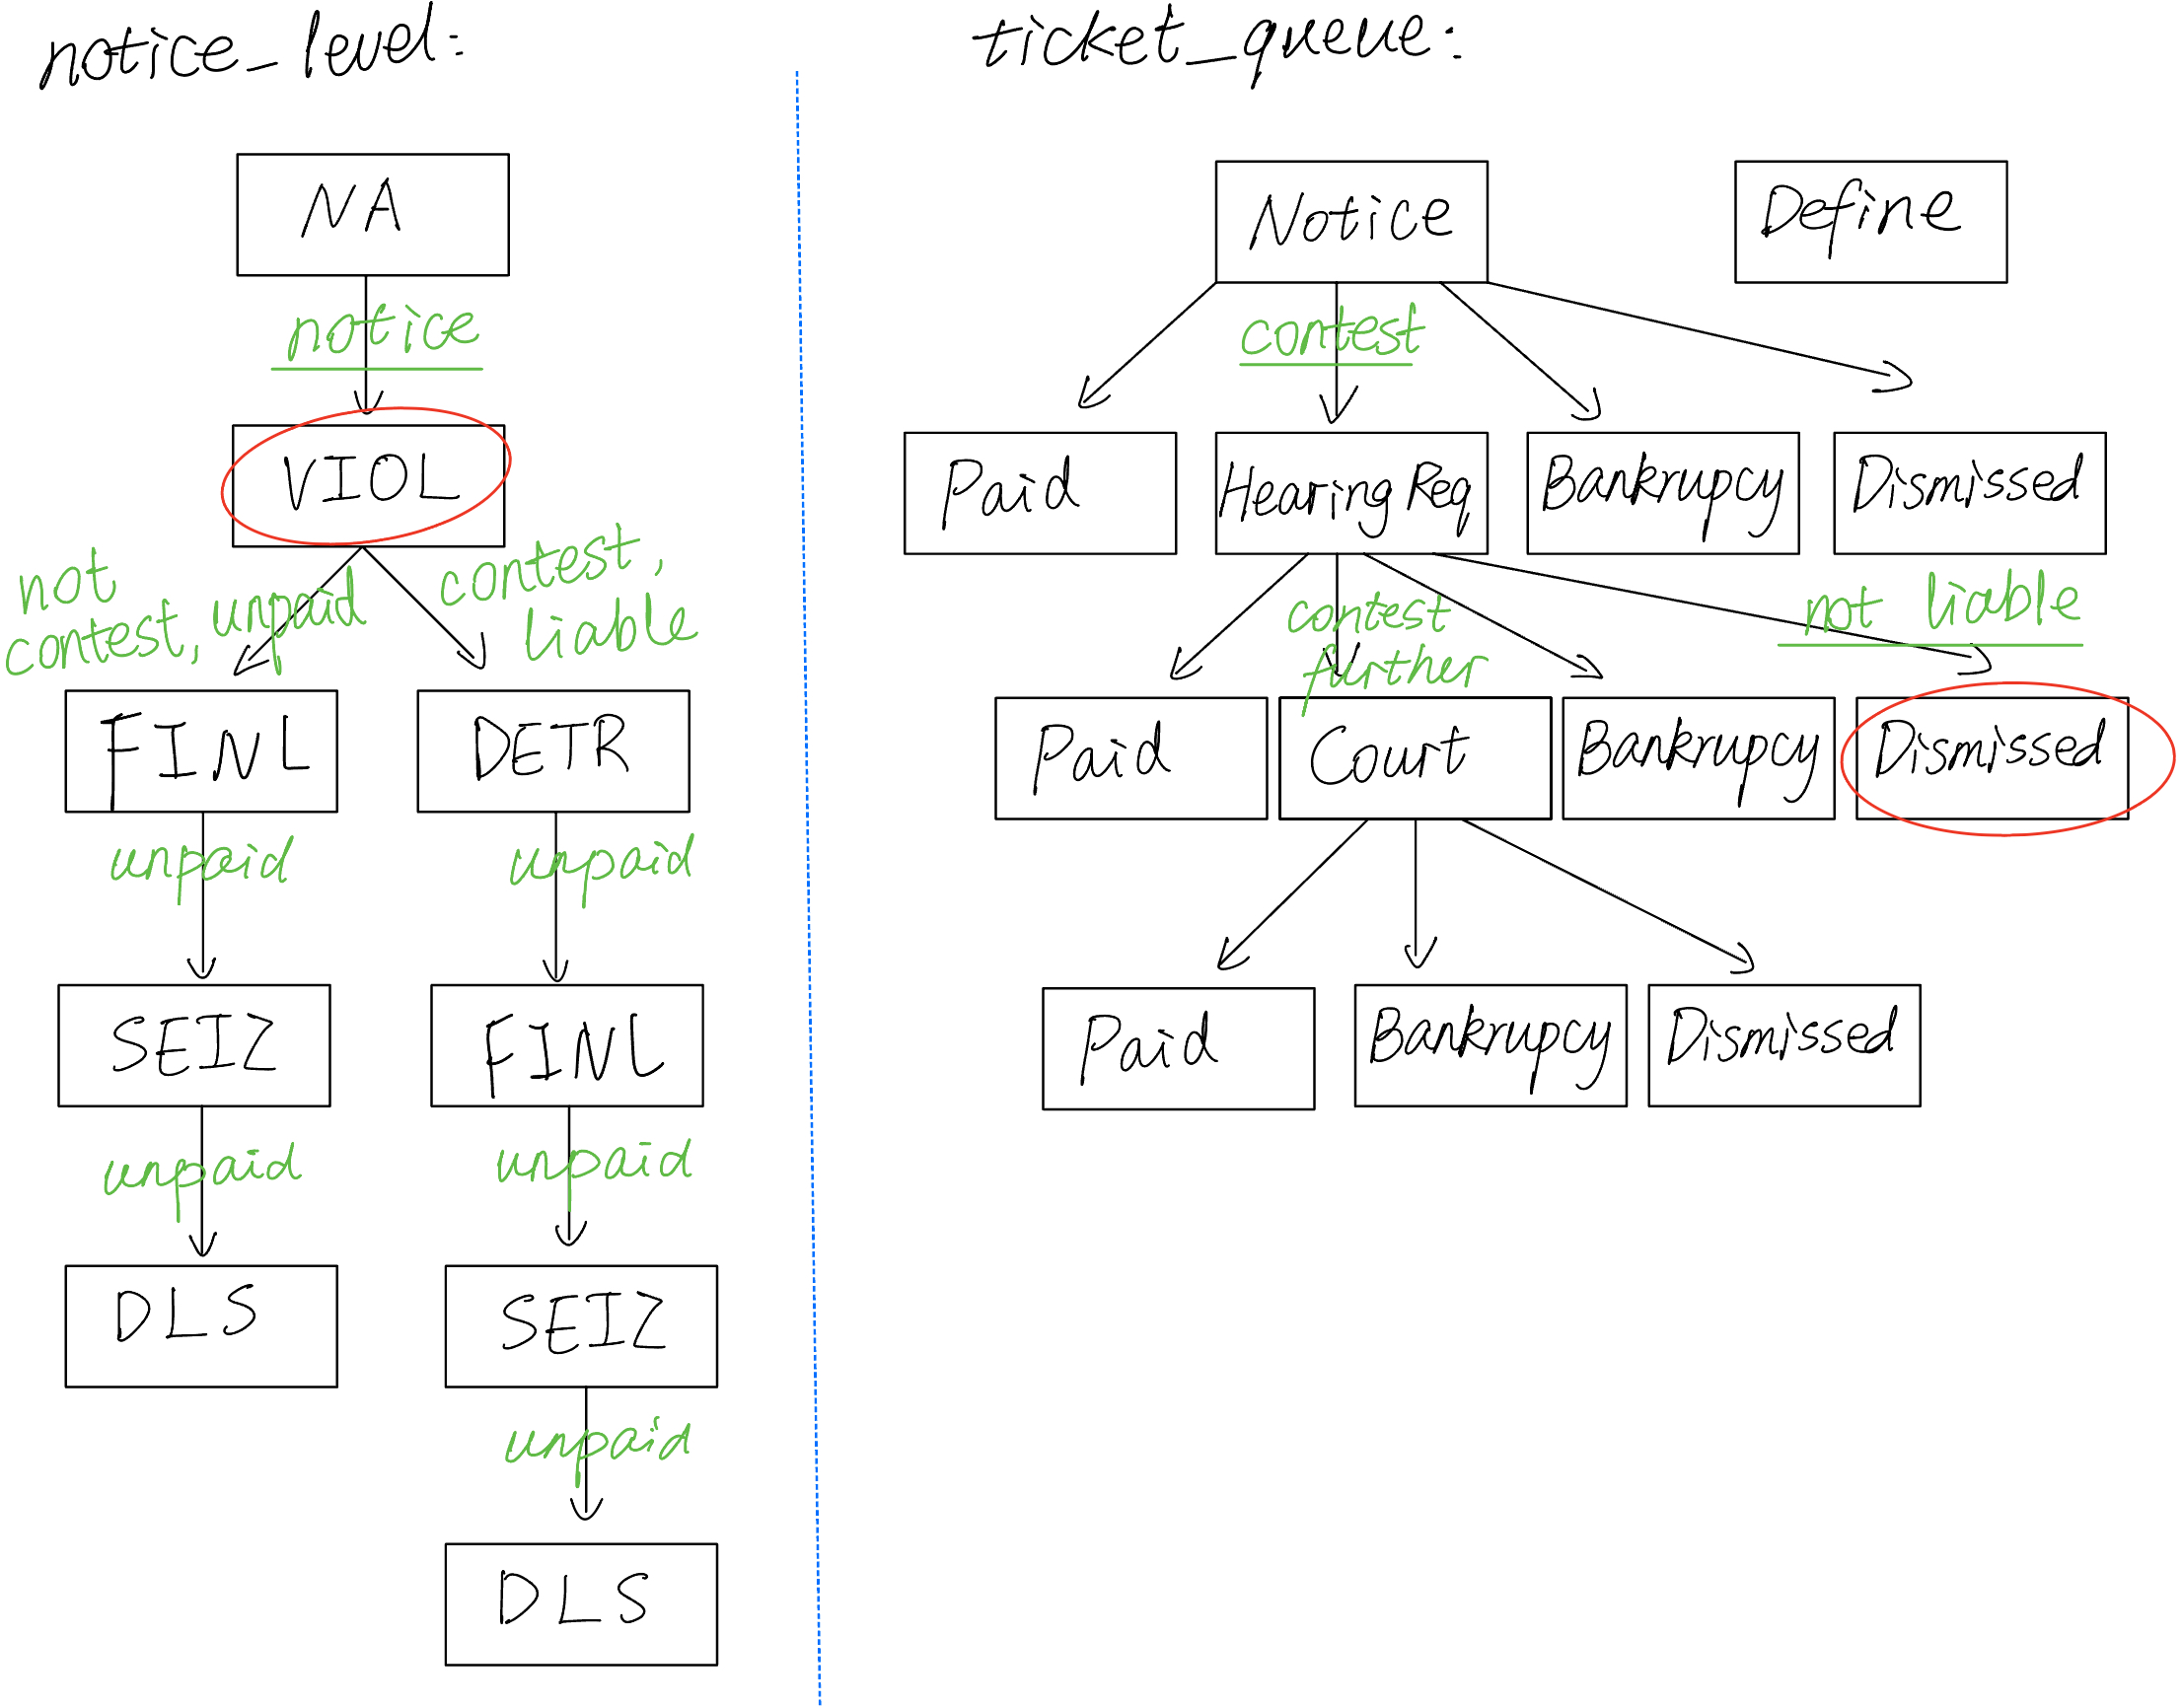 notice_level:
NA
notice
VIOL
not
contest, unpaid
contest,
liable
FINL
DETR
unpaid
unpaid
SEIZ
FINL
unpaid
unpaid
DLS
SEIZ
unpaid
DLS
ticket_queue:
Notice
Define
contest
Paid
Hearing Req
Bankrupcy
Dismissed
contest
further
not liable
Paid
Court
Bankrupcy
Dismissed
Paid
Bankrupcy
Dismissed